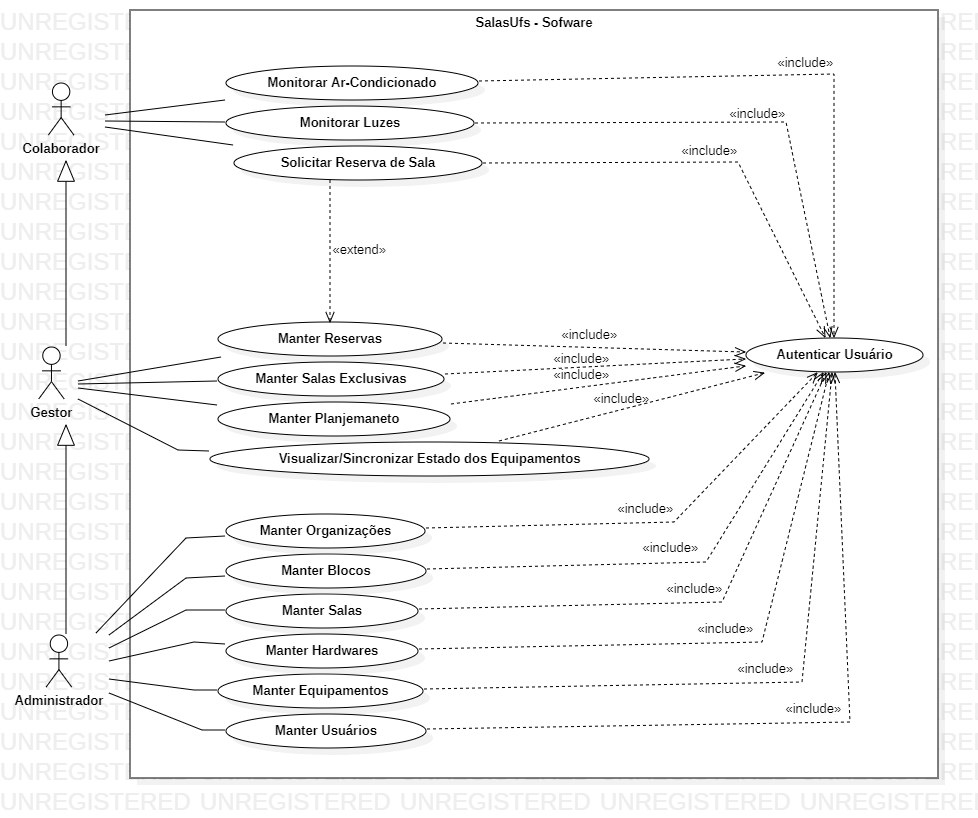 SalasUfs - Sofware
«include»
Monitorar Ar-Condicionado
«include»
Monitorar Luzes
Colaborador
«include»
Solicitar Reserva de Sala
«extend»
Manter Reservas
«include»
Autenticar Usuário
«include»
Manter Salas Exclusivas
«include»
Gestor
«include»
Manter Planjemaneto
Visualizar/Sincronizar Estado dos Equipamentos
«include»
Manter Organizações
«include»
Manter Blocos
«include»
Manter Salas
«include»
Manter Hardwares
«include»
Manter Equipamentos
Administrador
«include»
Manter Usuários
UNREGISTERED UNREGISTERED UNREGISTERED UNREGISTERED UNREGISTERED